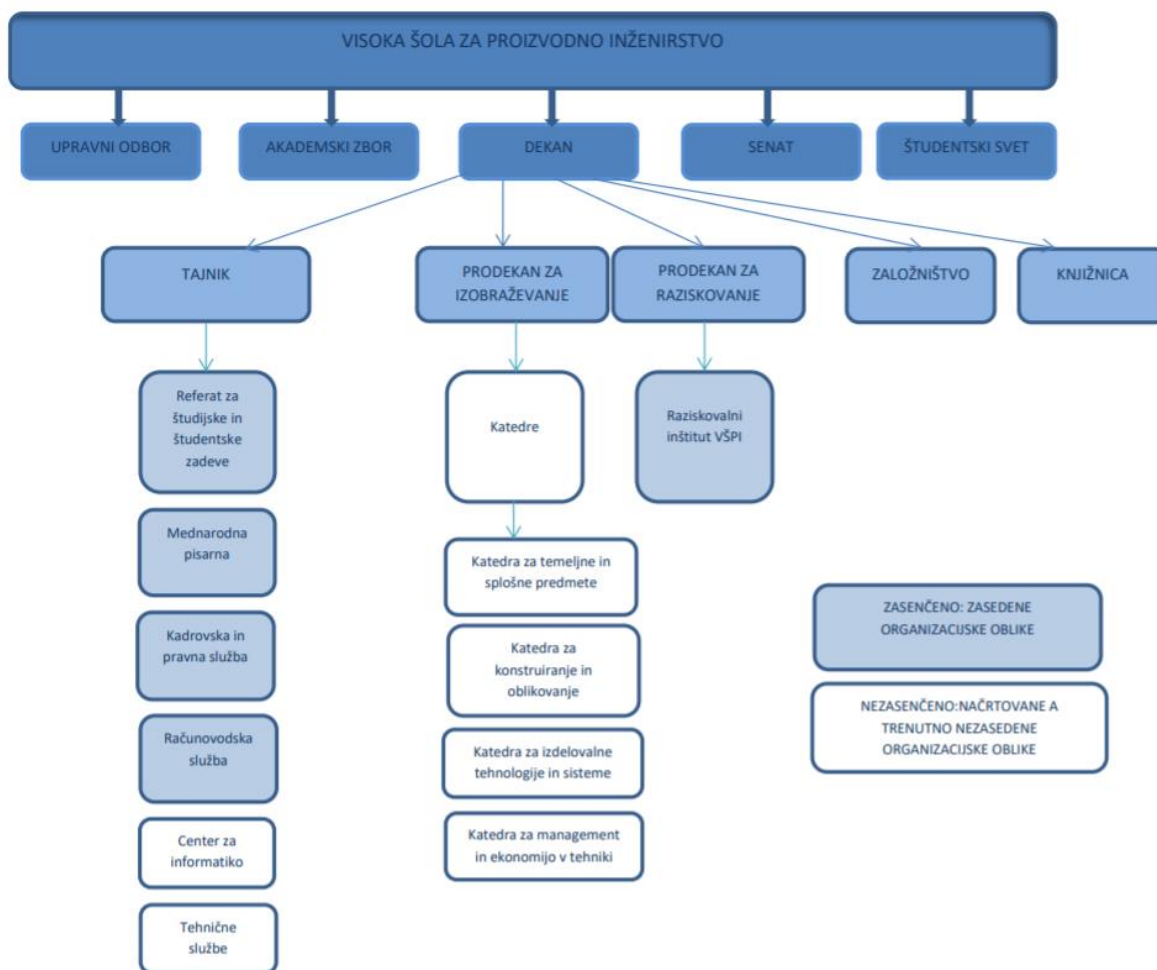 VISOKA ŠOLA ZA PROIZVODNO INŽENIRSTVO
UPRAVNI ODBOR
AKADEMSKI ZBOR
DEKAN
SENAT
ŠTUDENTSKI SVET
TAJNIK
PRODEKAN ZA
IZOBRAŽEVANJE
PRODEKAN ZA
RAZISKOVANJE
ZALOŽNIŠTVO
KNJIŽNICA
Referat za
študijske in
študentske
zadeve
Katedre
Raziskovalni
inštitut VŠPI
Mednarodna
pisarna
Kadrovska in
pravna služba
Računovodska
služba
Center za
informatiko
Tehnične
službe
Katedra za temeljne in
splošne predmete
Katedra za
konstruiranje in
oblikovanje
Katedra za izdelovalne
tehnologije in sisteme
Katedra za management
in ekonomijo v tehniki
ZASENČENO: ZASEDENE
ORGANIZACIJSKE OBLIKE
NEZASENČENO:NAČRTOVANE A
TRENUTNO NEZASEDENE
ORGANIZACIJSKE OBLIKE